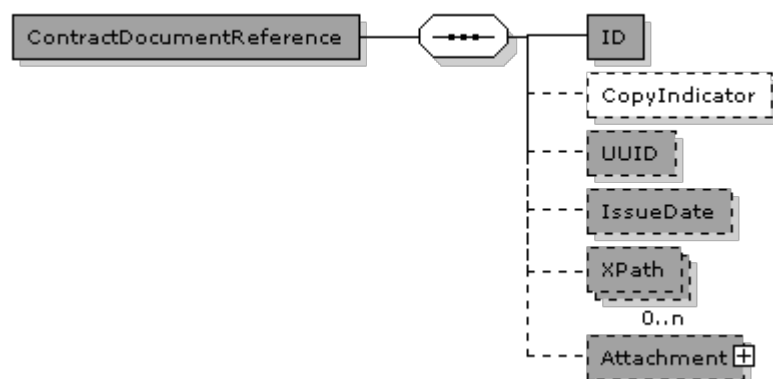 ContractDocumentReference
ID
CopyIndicator
UUID
IssueDate
XPath
0..n
Attachment